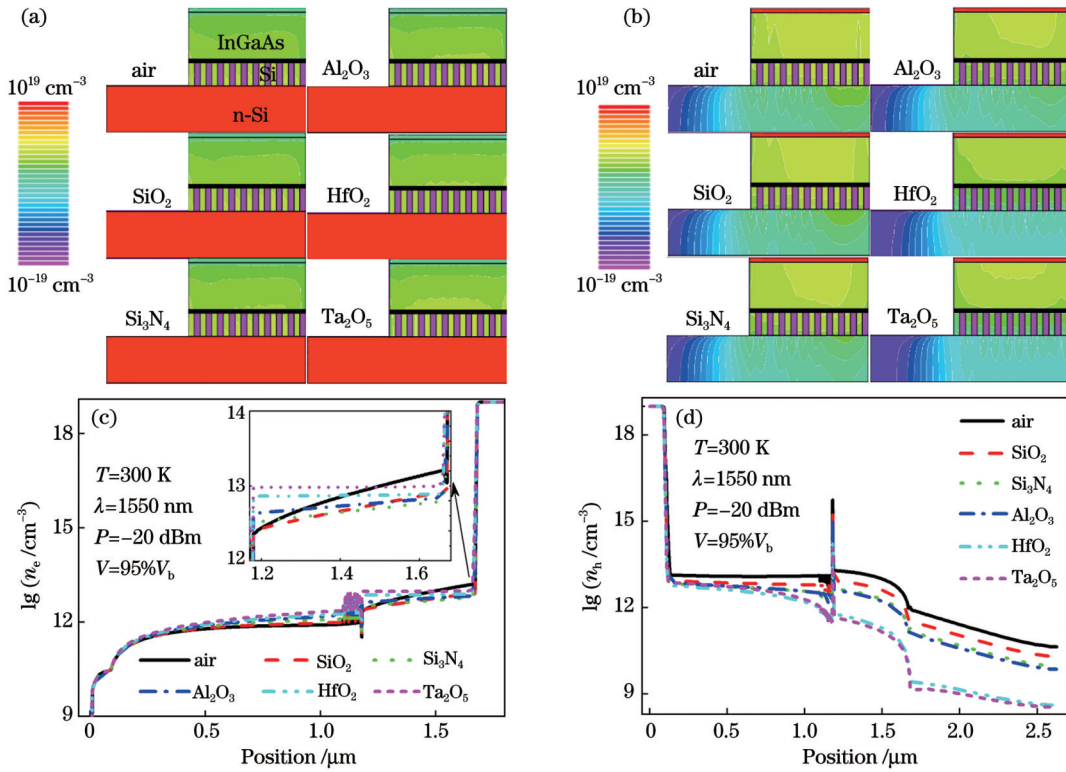 (a)
InGaAs
Si
n-Si
air
Al₂O₃
10¹⁹ cm⁻³
SiO₂
HfO₂
10⁻¹⁹ cm⁻³
Si₃N₄
Ta₂O₅
(b)
air
Al₂O₃
10¹⁹ cm⁻³
SiO₂
HfO₂
10⁻¹⁹ cm⁻³
Si₃N₄
Ta₂O₅
(c)
T=300 K
λ=1550 nm
P=−20 dBm
V=95%V_b
14
13
12
1.2 1.4 1.6
air SiO₂ Si₃N₄
Al₂O₃ HfO₂ Ta₂O₅
18
15
12
9
lg (n_e /cm⁻³)
0 0.5 1.0 1.5
Position /μm
(d)
T=300 K
λ=1550 nm
P=−20 dBm
V=95%V_b
air
SiO₂
Si₃N₄
Al₂O₃
HfO₂
Ta₂O₅
18
15
12
9
lg (n_h /cm⁻³)
0 0.5 1.0 1.5 2.0 2.5
Position /μm